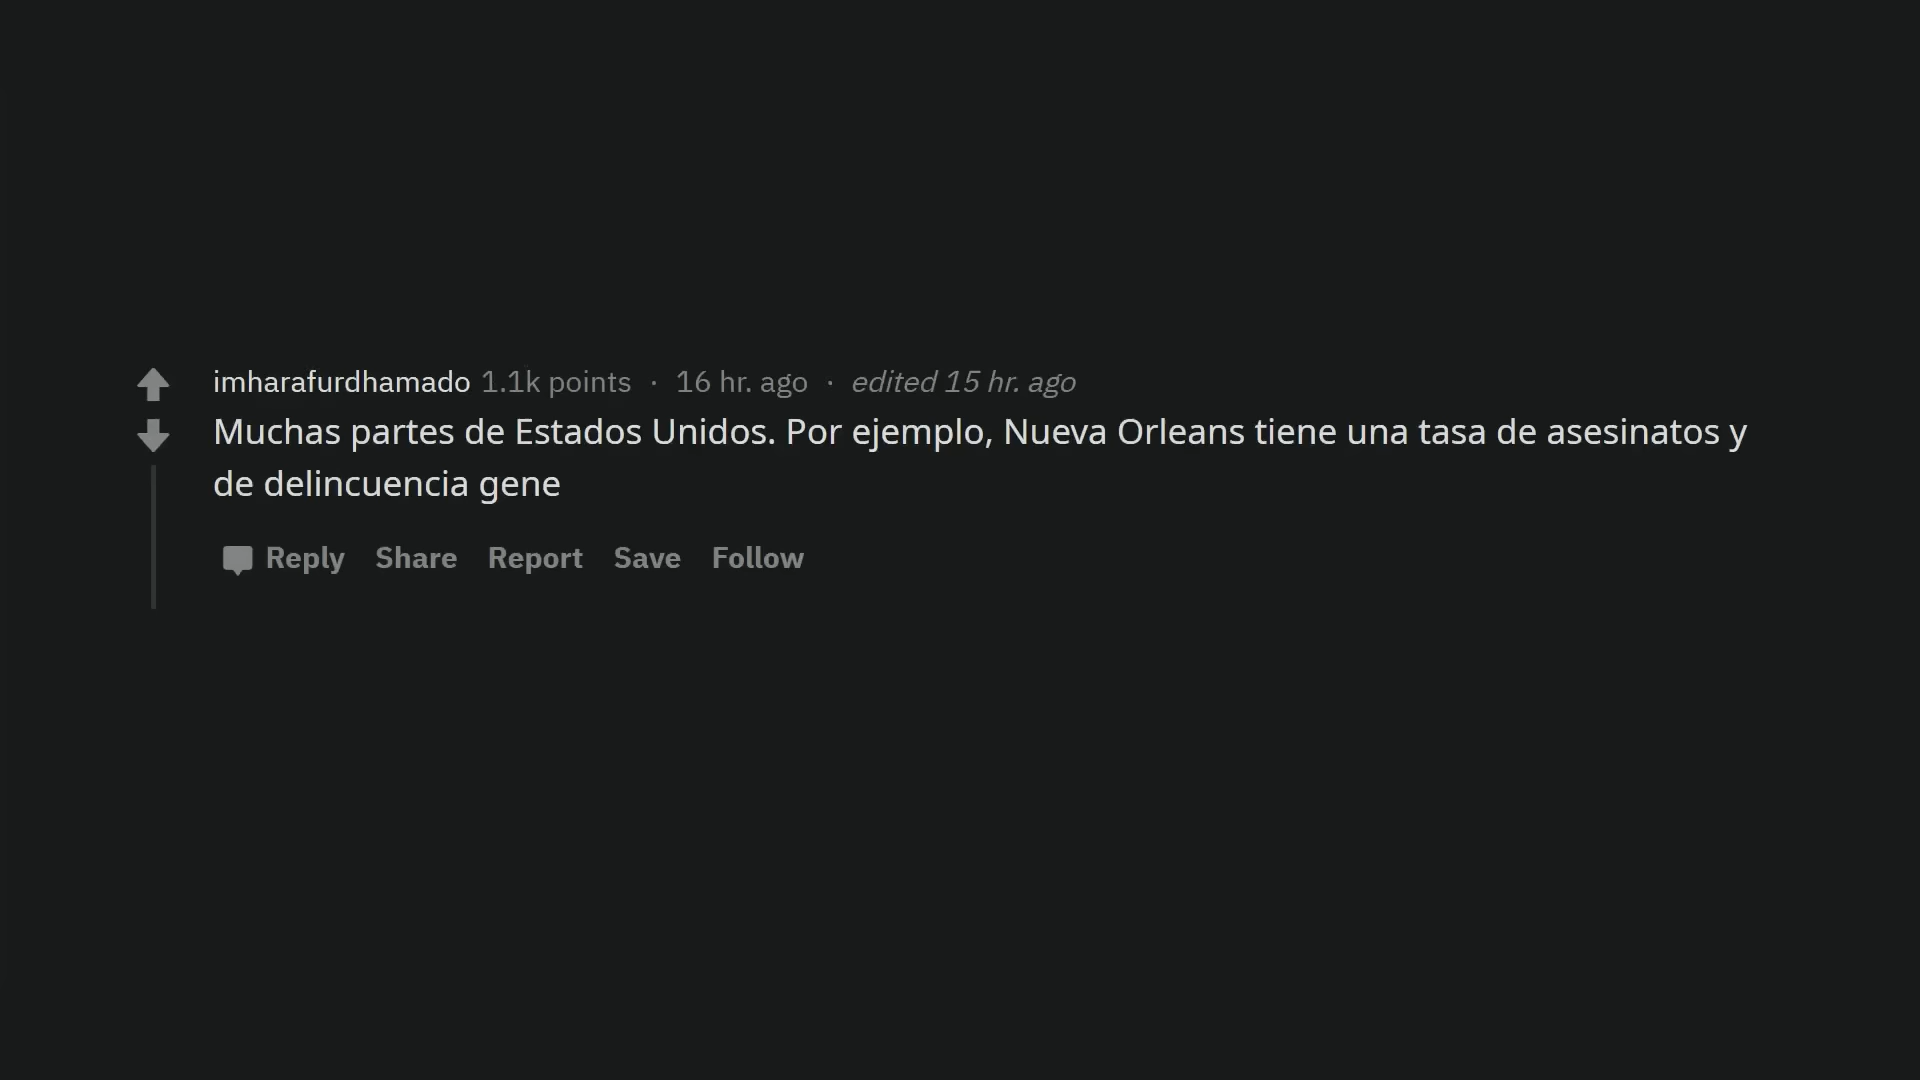 imharafurdhamado 1.1k points · 16 hr. ago · edited 15 hr. ago
Muchas partes de Estados Unidos. Por ejemplo, Nueva Orleans tiene una tasa de asesinatos y
de delincuencia gene
Reply Share Report Save Follow